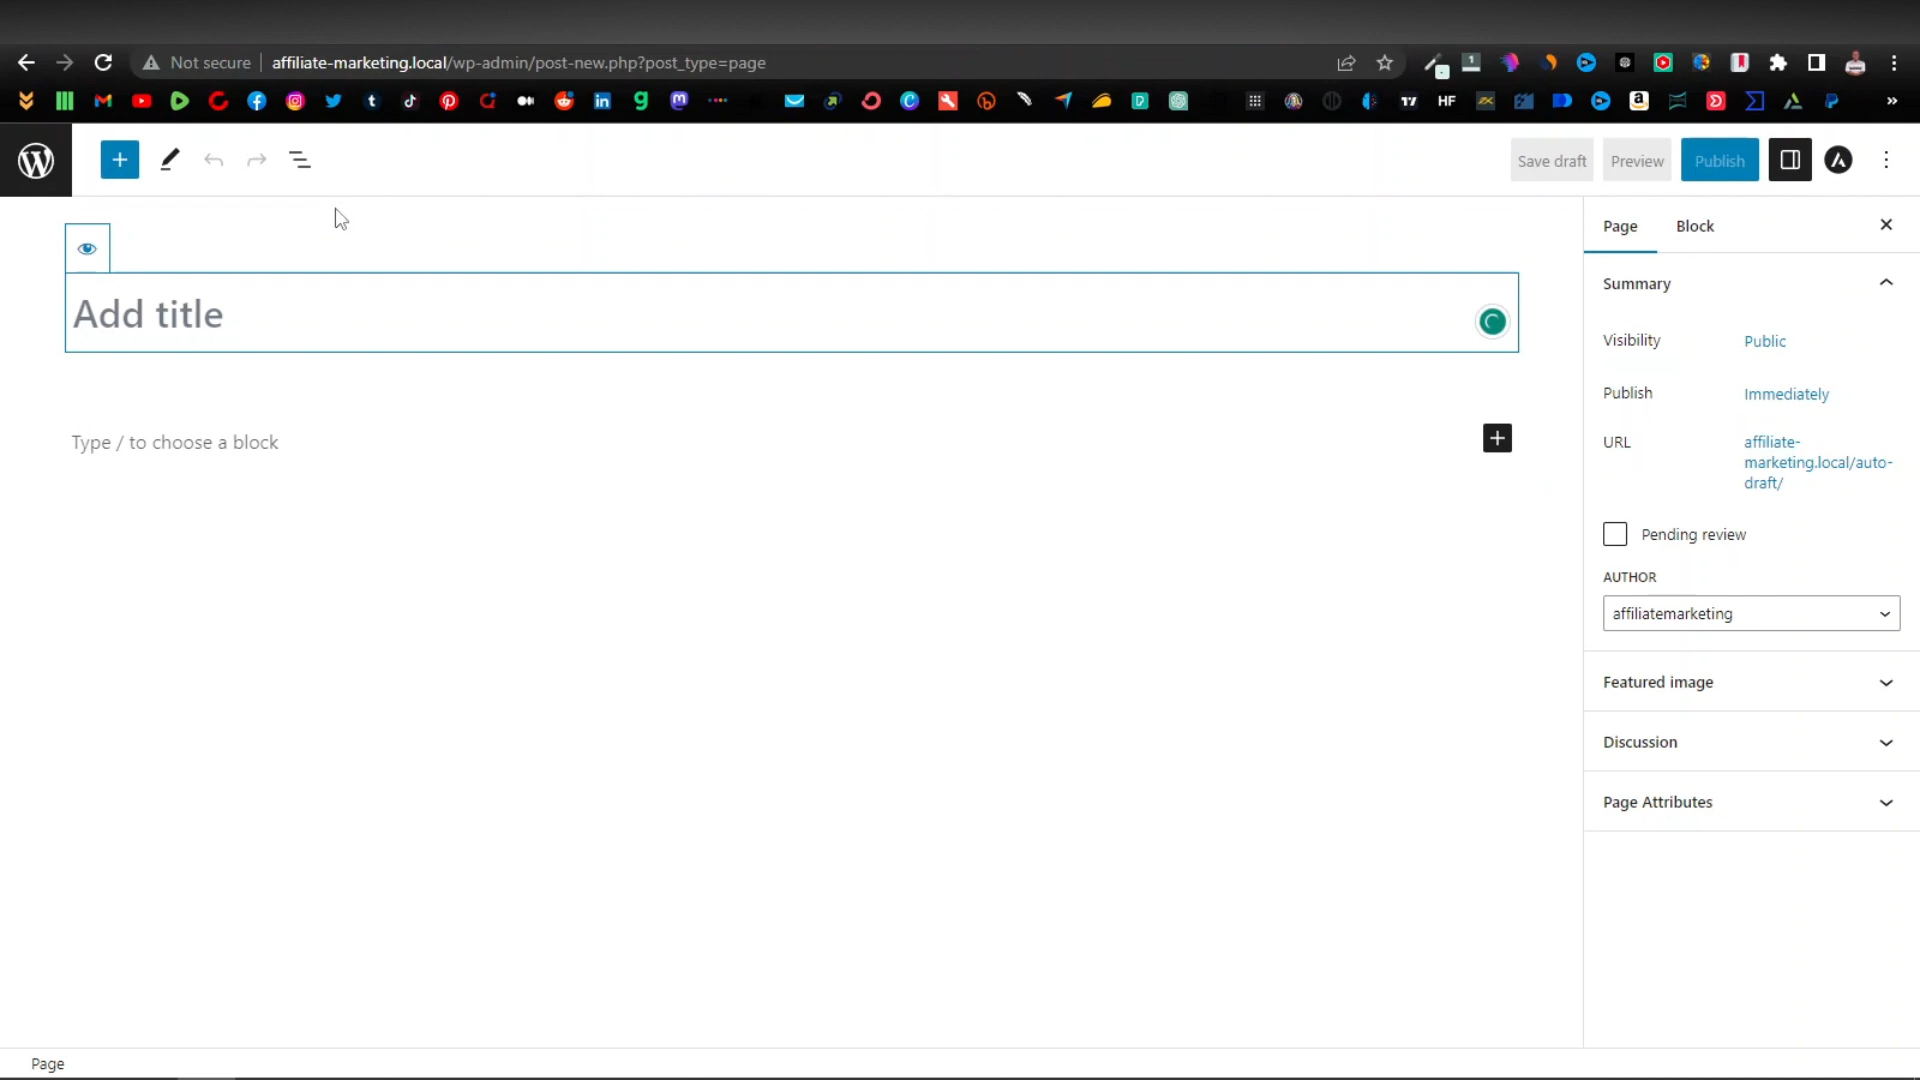 Not secure affiliate-marketing.local/wp-admin/post-new.php?post_type=page
1
HF
Save draft Preview Publish
Page Block
Add title
Summary
Visibility Public
Publish Immediately
Type / to choose a block
URL affiliate-
marketing.local/auto-
draft/
Pending review
AUTHOR
affiliatemarketing
Featured image
Discussion
Page Attributes
Page